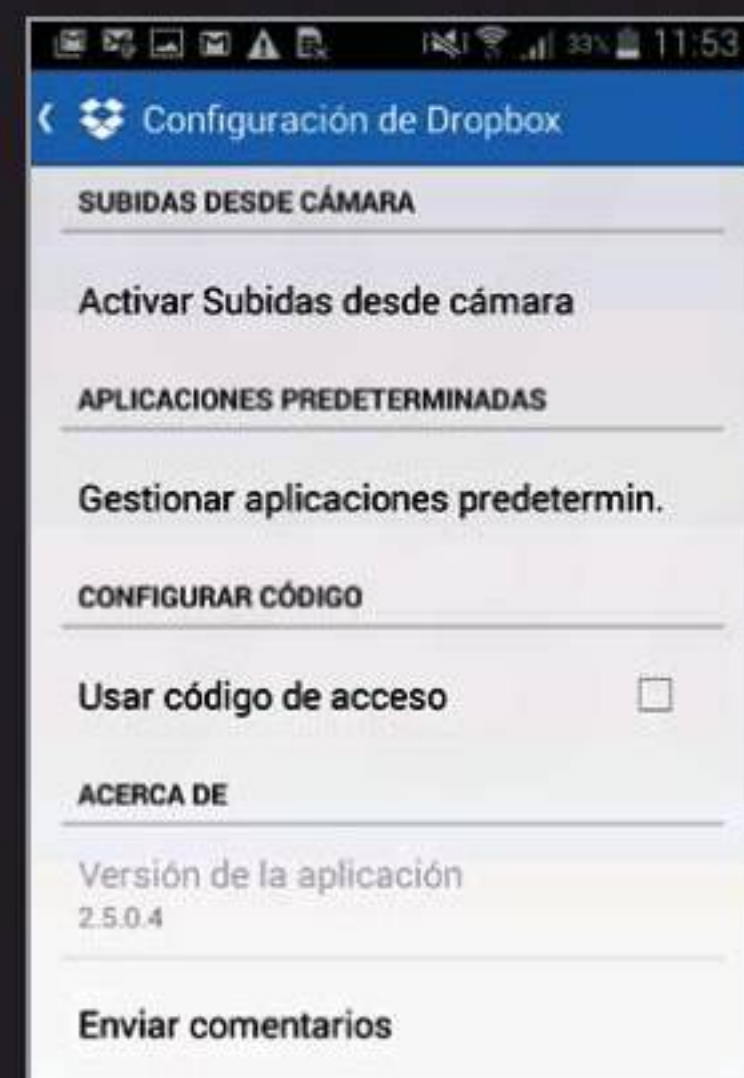 33% 11:53
Configuración de Dropbox
SUBIDAS DESDE CÁMARA
Activar Subidas desde cámara
APLICACIONES PREDETERMINADAS
Gestionar aplicaciones predetermin.
CONFIGURAR CÓDIGO
Usar código de acceso
ACERCA DE
Versión de la aplicación
2.5.0.4
Enviar comentarios